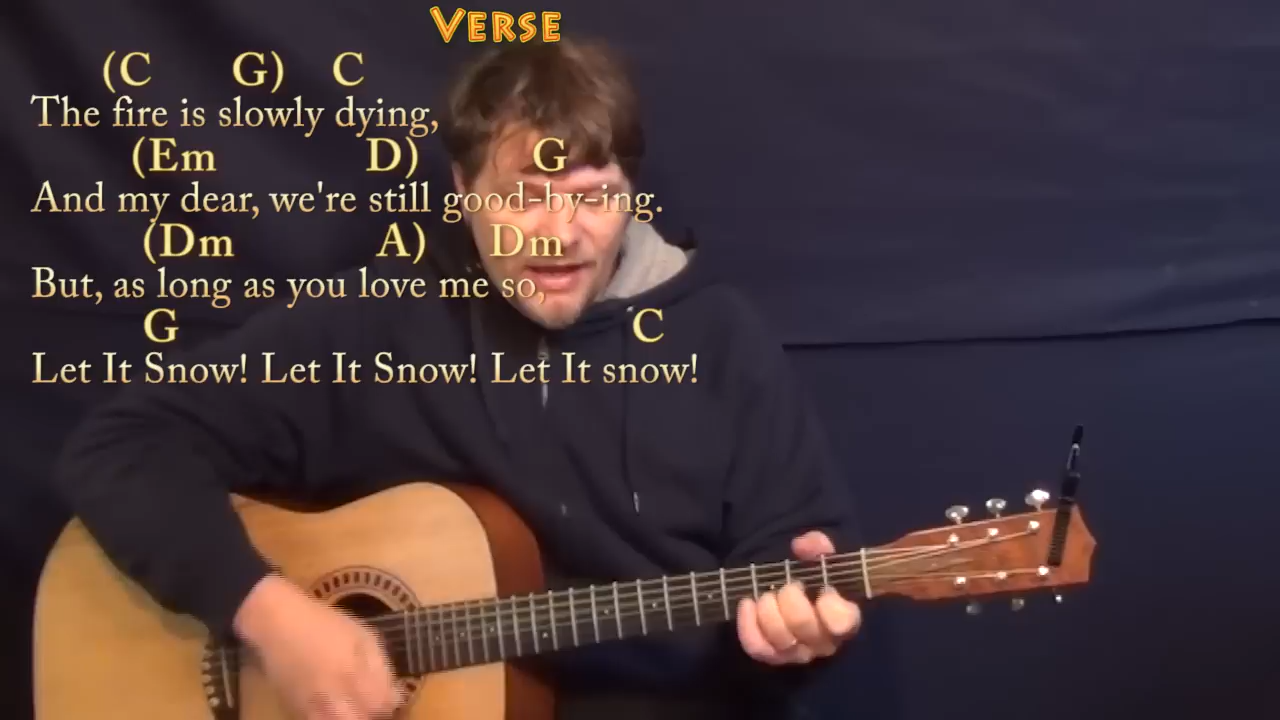 VERSE
(C G) C
The fire is slowly dying,
(Em D) G
And my dear, we're still good-by-ing.
(Dm A) Dm
But, as long as you love me so,
G C
Let It Snow! Let It Snow! Let It snow!